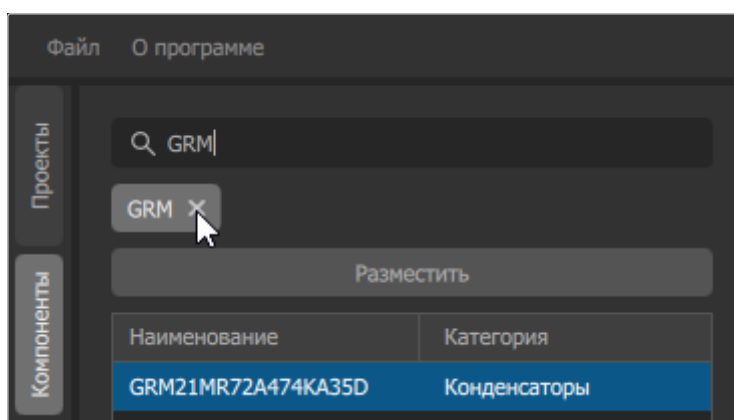 Файл О программе
Проекты
GRM
GRM
Разместить
Компоненты
Наименование Категория
GRM21MR72A474KA35D Конденсаторы